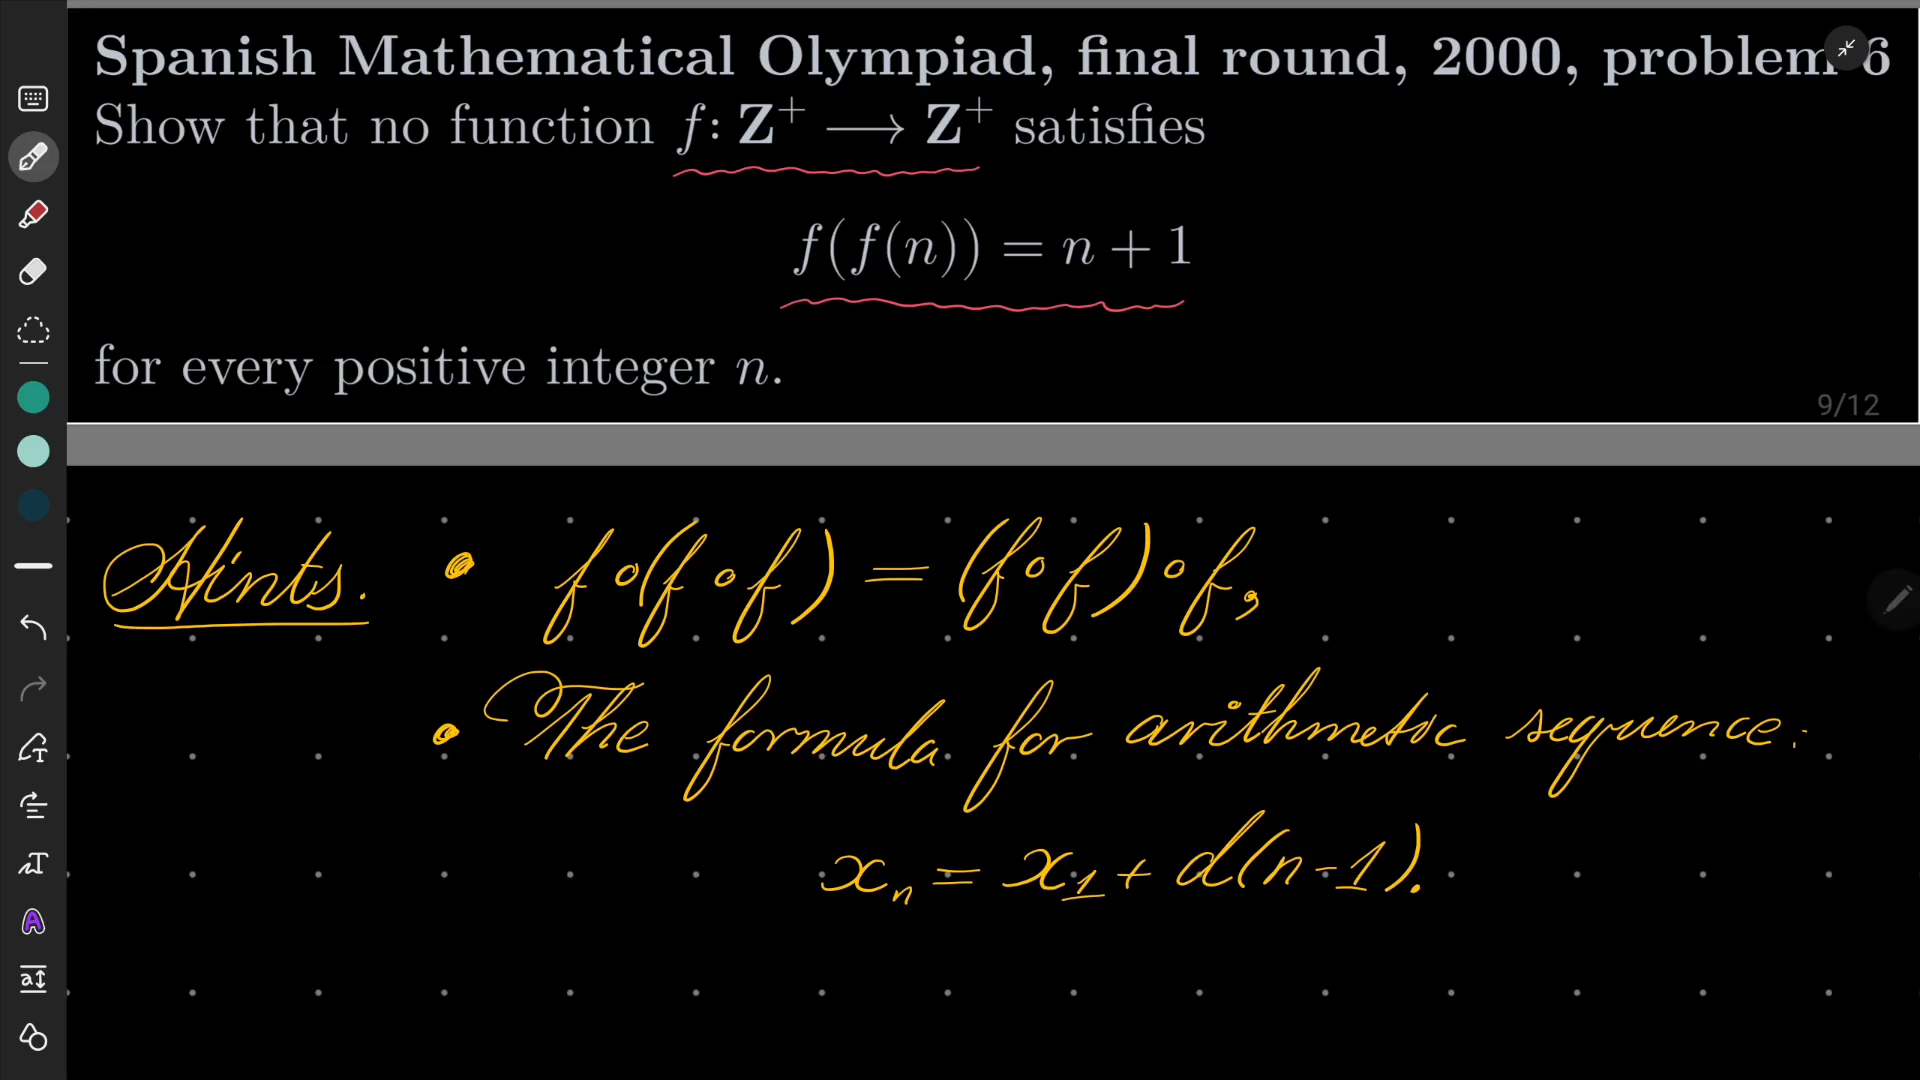 Spanish Mathematical Olympiad, final round, 2000, problem 6
Show that no function f: Z⁺ ⟶ Z⁺ satisfies
f(f(n)) = n + 1
for every positive integer n.
9/12
Hints. • f∘(f∘f) = (f∘f)∘f,
• The formula for arithmetic sequence:
xₙ = x₁ + d(n-1).